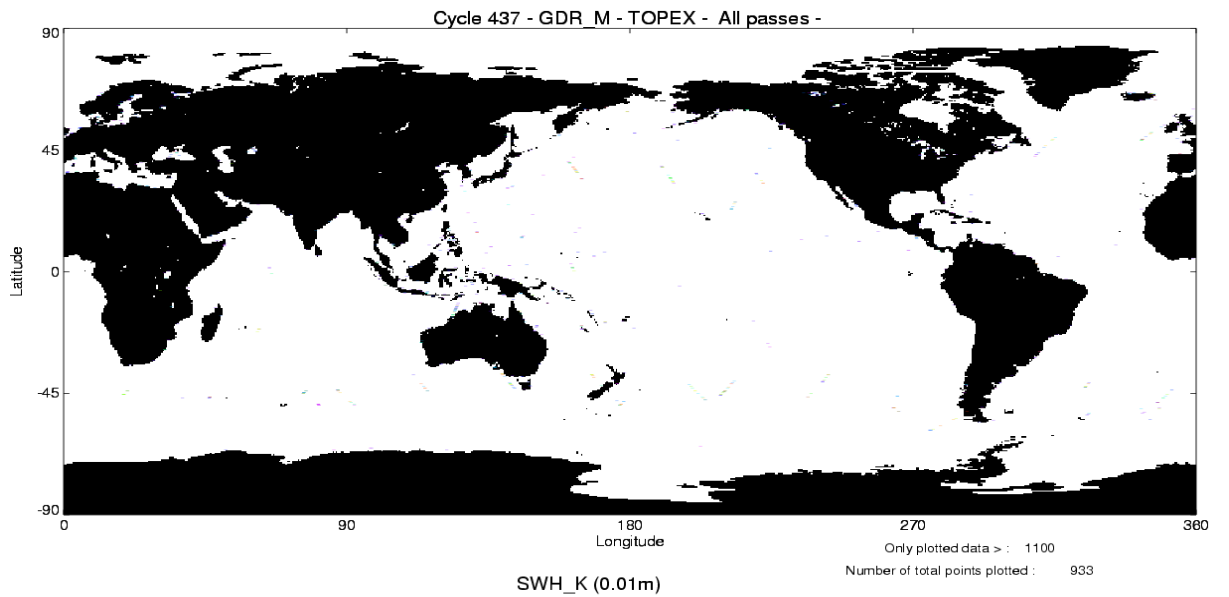 Cycle 437 - GDR_M - TOPEX - All passes -
90
45
0
-45
-90
Latitude
0 90 180 270 360
Longitude
Only plotted data > : 1100
Number of total points plotted : 933
SWH_K (0.01m)